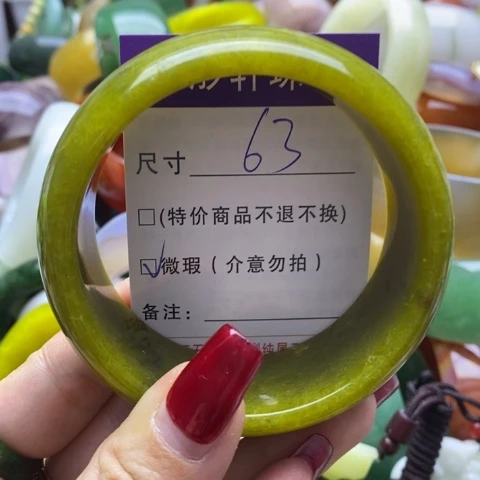 尺寸 63
□(特价商品不退不换)
☑微瑕(介意勿拍)
备注: